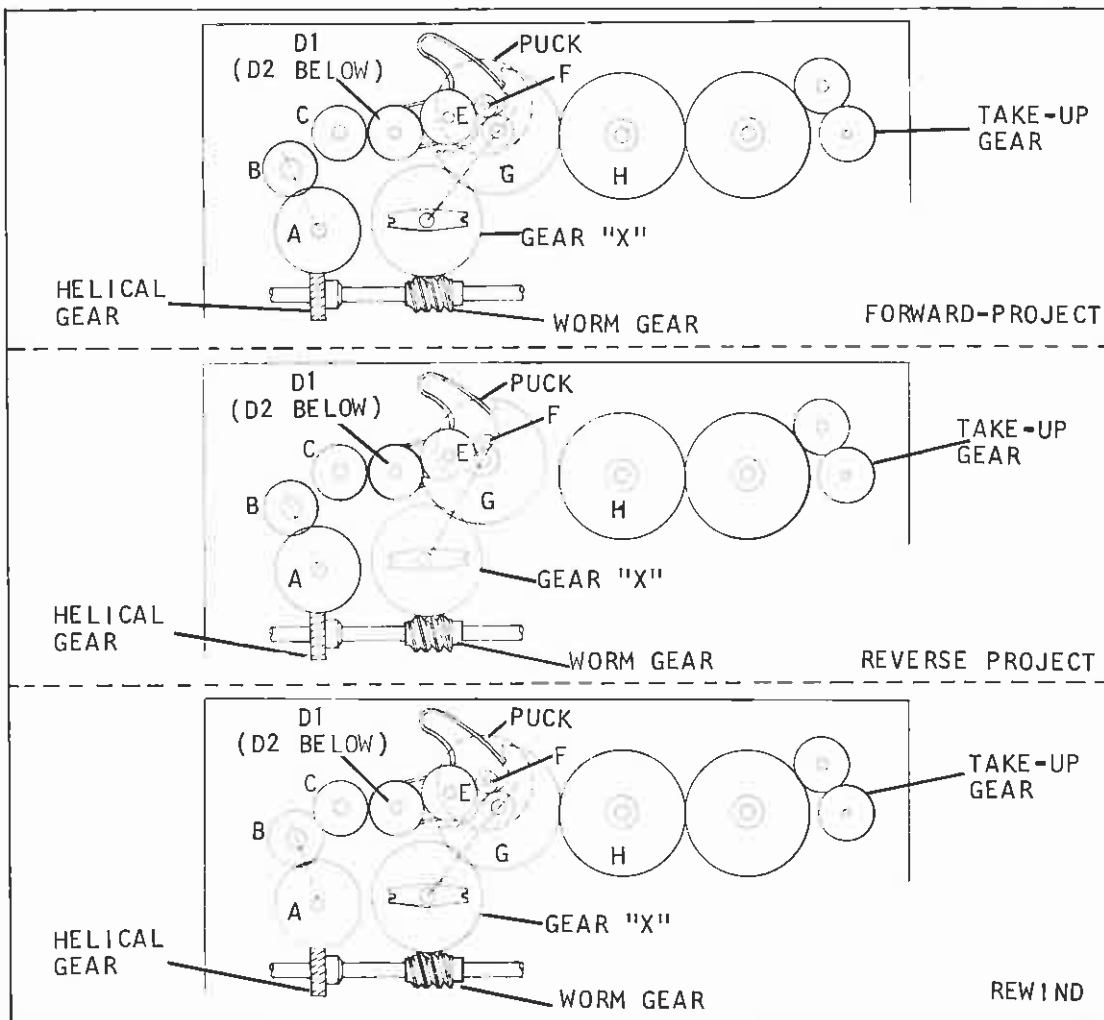 D1
(D2 BELOW)
PUCK
F
C
E
TAKE-UP
GEAR
B
G
H
A
GEAR "X"
HELICAL
GEAR
WORM GEAR
FORWARD-PROJECT
D1
(D2 BELOW)
PUCK
F
C
E
TAKE-UP
GEAR
B
G
H
A
GEAR "X"
HELICAL
GEAR
WORM GEAR
REVERSE PROJECT
D1
(D2 BELOW)
PUCK
F
C
E
TAKE-UP
GEAR
B
G
H
A
GEAR "X"
HELICAL
GEAR
WORM GEAR
REWIND